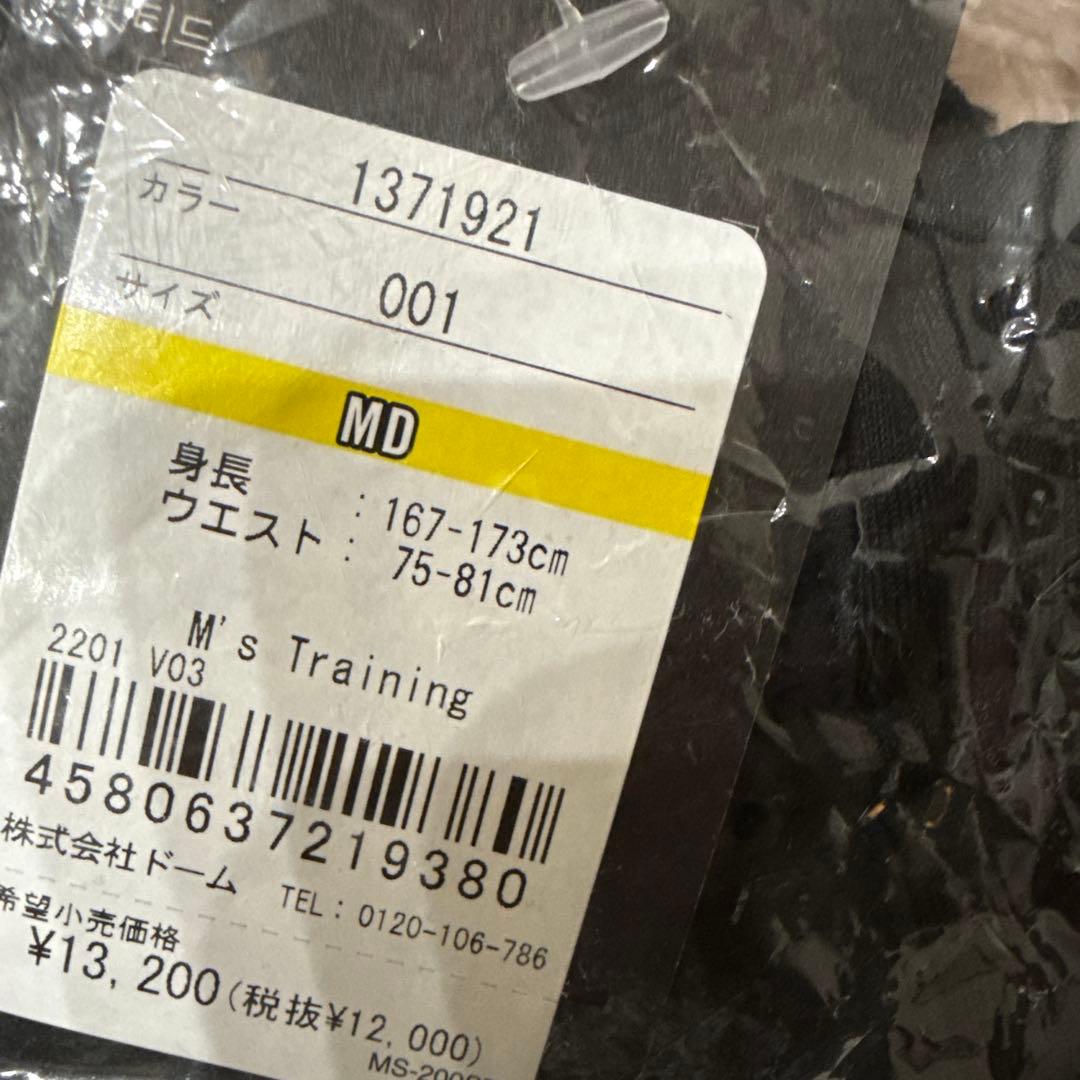 1371921
カラー
001
サイズ
MD
身長 : 167-173cm
ウエスト : 75-81cm
M's Training
2201 V03
4580637219380
株式会社ドーム TEL: 0120-106-786
希望小売価格
¥13,200(税抜¥12,000)